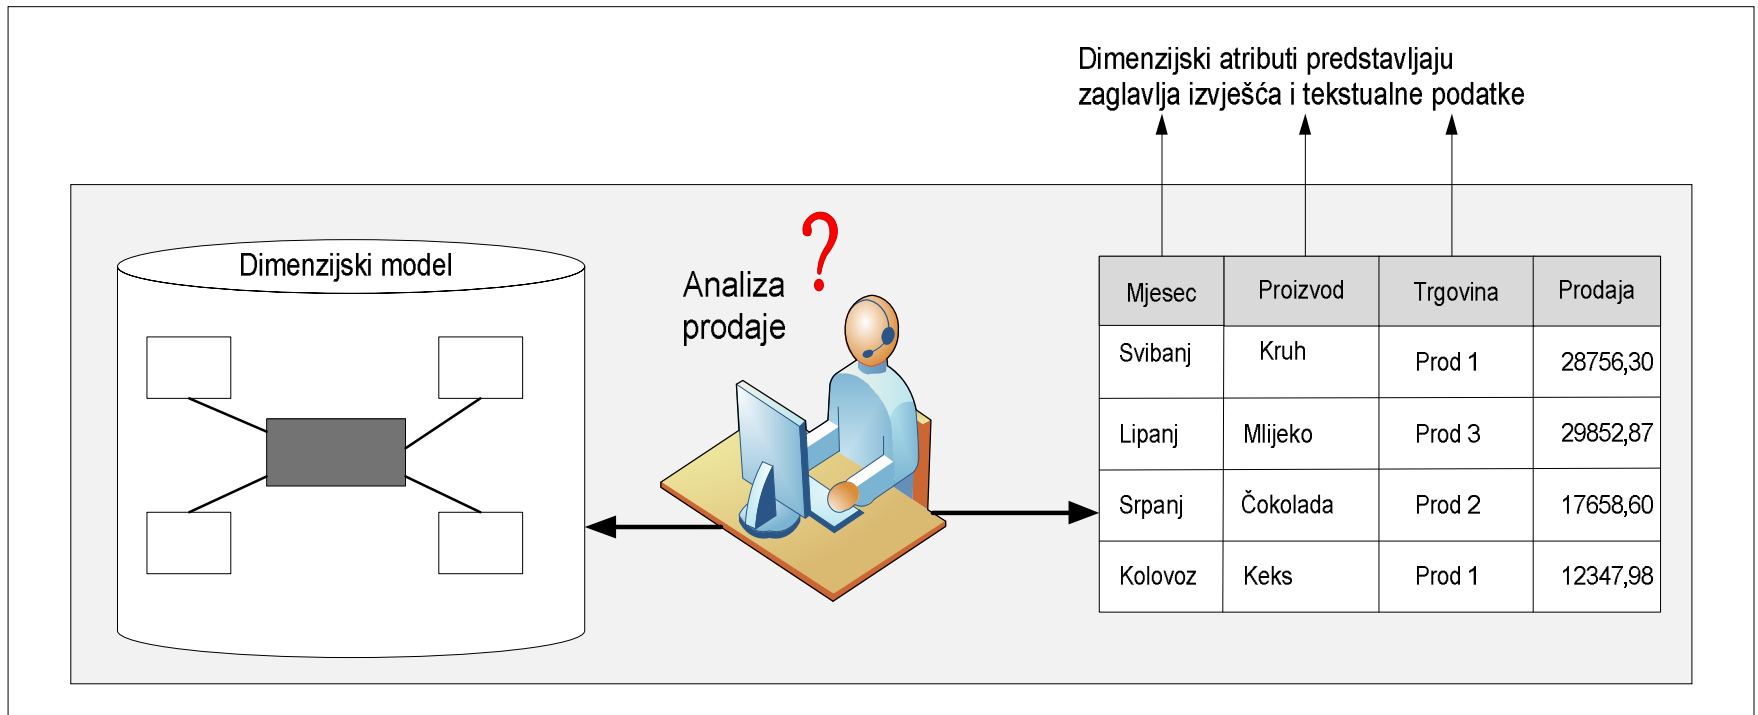 Dimenzijski atributi predstavljaju
zaglavlja izvješća i tekstualne podatke
Dimenzijski model
Analiza
prodaje
?
Mjesec Proizvod Trgovina Prodaja
Svibanj Kruh Prod 1 28756,30
Lipanj Mlijeko Prod 3 29852,87
Srpanj Čokolada Prod 2 17658,60
Kolovoz Keks Prod 1 12347,98